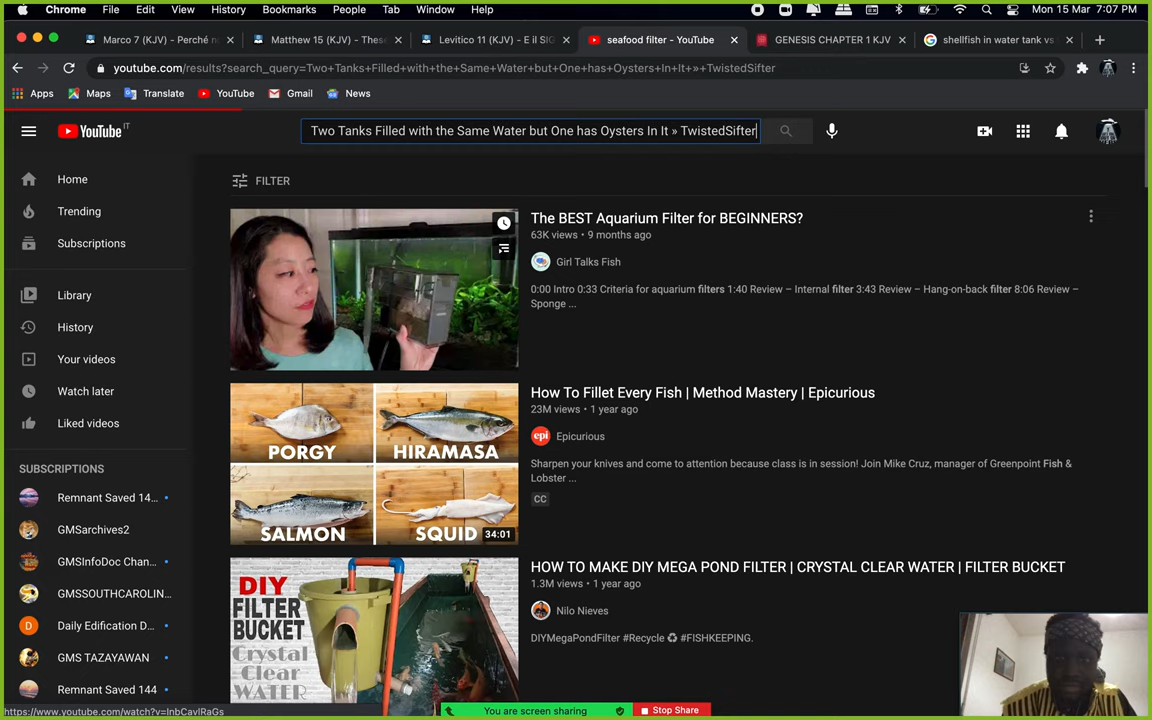 Chrome File Edit View History Bookmarks People Tab Window Help Mon 15 Mar 7:07 PM
Marco 7 (KJV) - Perché n
Matthew 15 (KJV) - Thes
Levitico 11 (KJV) - E il SIG
seafood filter - YouTube
GENESIS CHAPTER 1 KJV
shellfish in water tank vs
youtube.com/results?search_query=Two+Tanks+Filled+with+the+Same+Water+but+One+has+Oysters+In+It+»+TwistedSifter
Apps Maps Translate YouTube Gmail News
YouTube IT
Two Tanks Filled with the Same Water but One has Oysters In It » TwistedSifter
Home
Trending
Subscriptions
Library
History
Your videos
Watch later
Liked videos
SUBSCRIPTIONS
Remnant Saved 14...
GMSarchives2
GMSInfoDoc Chan...
GMSSOUTHCAROLIN...
D
Daily Edification D...
GMS TAZAYAWAN
Remnant Saved 144
FILTER
The BEST Aquarium Filter for BEGINNERS?
63K views • 9 months ago
Girl Talks Fish
0:00 Intro 0:33 Criteria for aquarium filters 1:40 Review – Internal filter 3:43 Review – Hang-on-back filter 8:06 Review –
Sponge ...
PORGY
HIRAMASA
SALMON
SQUID
34:01
How To Fillet Every Fish | Method Mastery | Epicurious
23M views • 1 year ago
epi
Epicurious
Sharpen your knives and come to attention because class is in session! Join Mike Cruz, manager of Greenpoint Fish &
Lobster ...
CC
DIY
FILTER
BUCKET
Crystal
Clear
WATER
HOW TO MAKE DIY MEGA POND FILTER | CRYSTAL CLEAR WATER | FILTER BUCKET
1.3M views • 1 year ago
Nilo Nieves
DIYMegaPondFilter #Recycle ♻ #FISHKEEPING.
https://www.youtube.com/watch?v=InbCavlRaGs
You are screen sharing
Stop Share